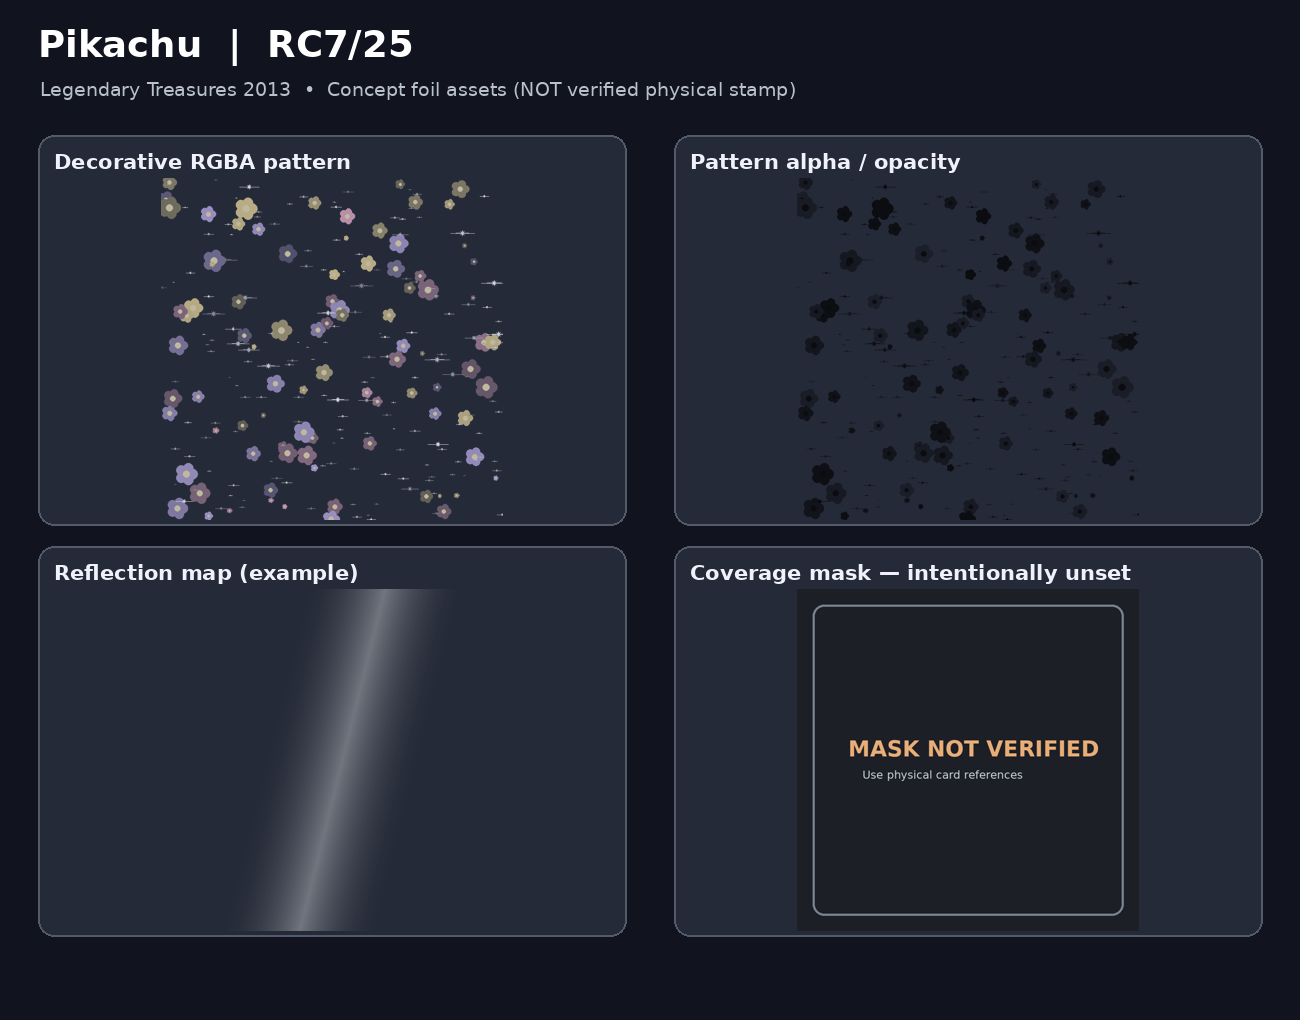 Pikachu | RC7/25
Legendary Treasures 2013 • Concept foil assets (NOT verified physical stamp)
Decorative RGBA pattern
Pattern alpha / opacity
Reflection map (example)
Coverage mask — intentionally unset
MASK NOT VERIFIED
Use physical card references